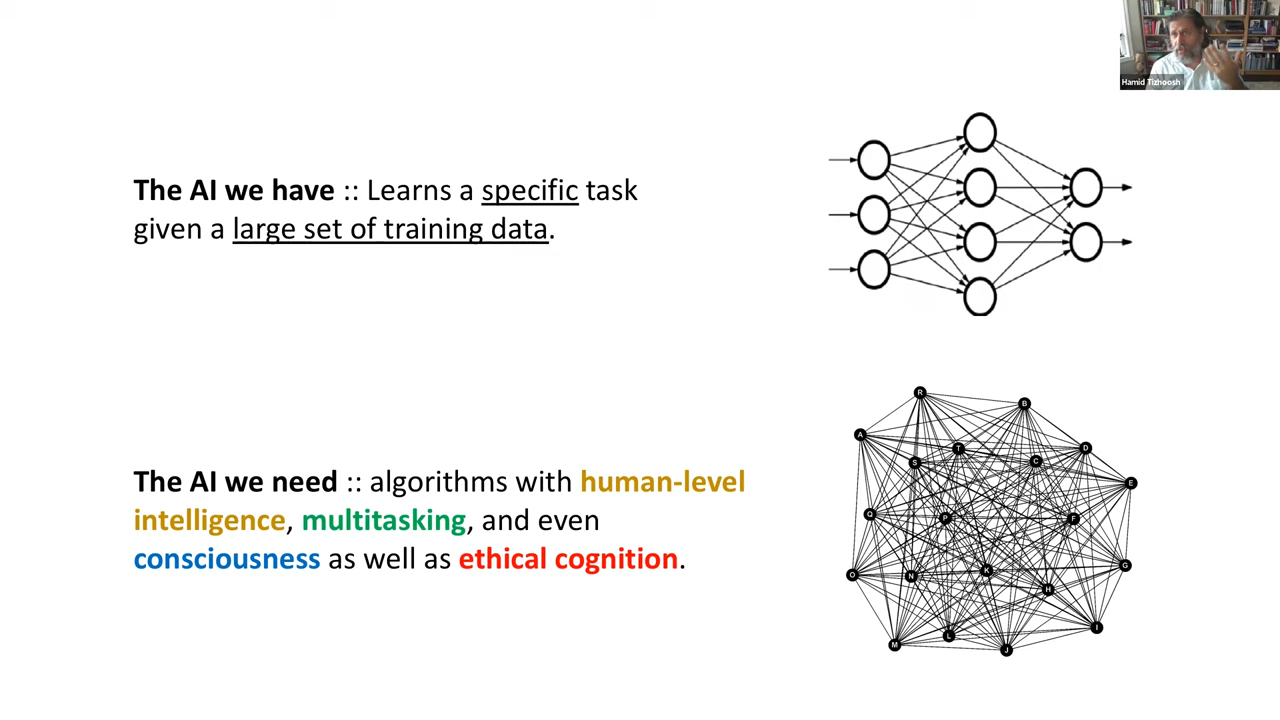 Hamid Tizhoosh
The AI we have :: Learns a specific task
given a large set of training data.
The AI we need :: algorithms with human-level
intelligence, multitasking, and even
consciousness as well as ethical cognition.
R
B
A
T
D
S
C
E
Q
P
F
G
K
O
N
H
I
L
M
J